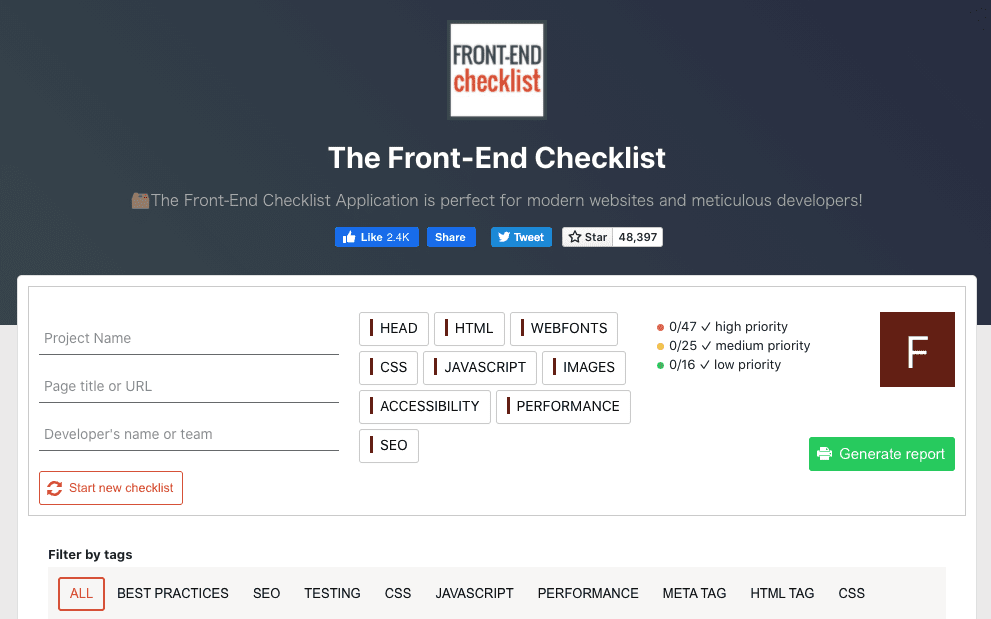 FRONT-END
checklist
The Front-End Checklist
The Front-End Checklist Application is perfect for modern websites and meticulous developers!
Like 2.4K Share Tweet Star 48,397
Project Name
Page title or URL
Developer's name or team
Start new checklist
HEAD HTML WEBFONTS
CSS JAVASCRIPT IMAGES
ACCESSIBILITY PERFORMANCE
SEO
0/47 ✓ high priority
0/25 ✓ medium priority
0/16 ✓ low priority
F
Generate report
Filter by tags
ALL BEST PRACTICES SEO TESTING CSS JAVASCRIPT PERFORMANCE META TAG HTML TAG CSS